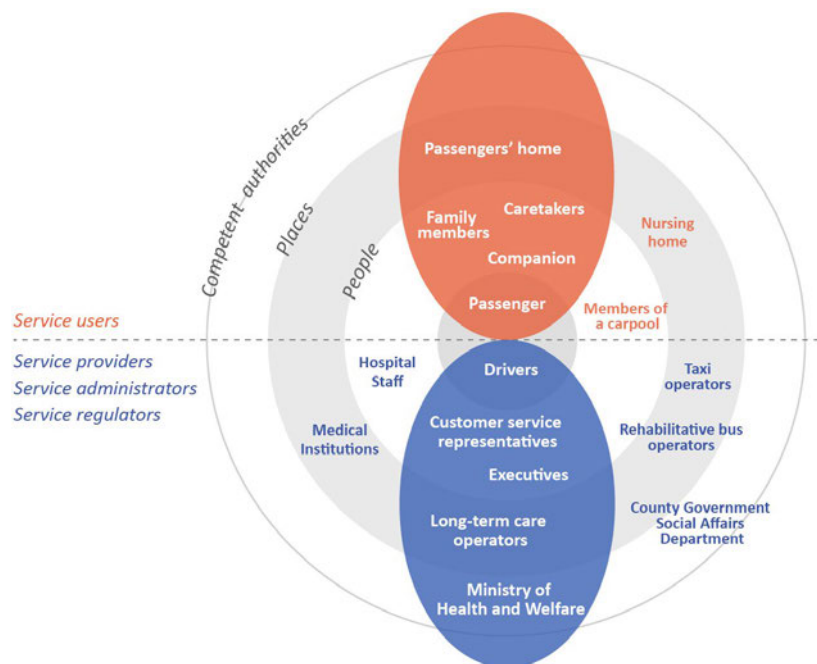 Competent authorities
Places
People
Passengers' home
Family
members
Caretakers
Companion
Passenger
Nursing
home
Members of
a carpool
Service users
Service providers
Service administrators
Service regulators
Hospital
Staff
Drivers
Taxi
operators
Medical
Institutions
Customer service
representatives
Rehabilitative bus
operators
Executives
Long-term care
operators
County Government
Social Affairs
Department
Ministry of
Health and Welfare